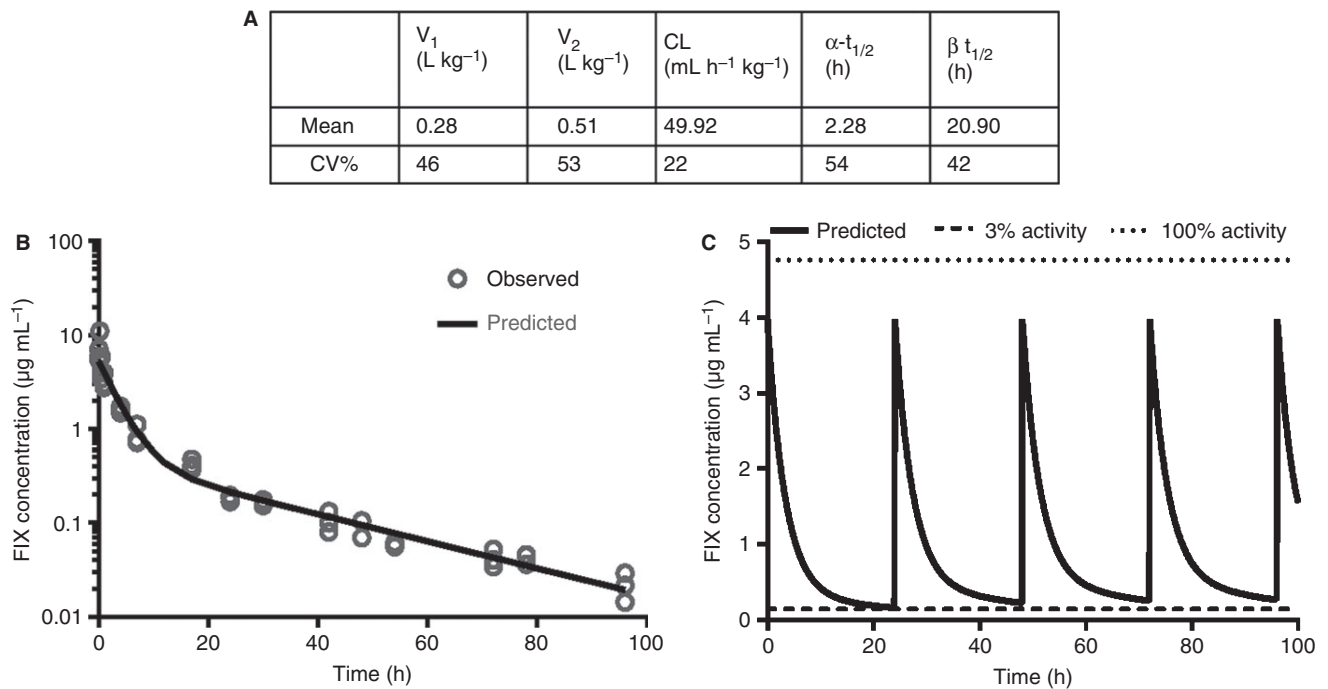 A
V1 V2 CL α-t1/2 β t1/2
(L kg–1) (L kg–1) (mL h–1 kg–1) (h) (h)
Mean 0.28 0.51 49.92 2.28 20.90
CV% 46 53 22 54 42
B
100
10
1
0.1
0.01
FIX concentration (µg mL–1)
Observed
Predicted
0 20 40 60 80 100
Time (h)
C
Predicted 3% activity 100% activity
5
4
3
2
1
0
FIX concentration (µg mL–1)
0 20 40 60 80 100
Time (h)